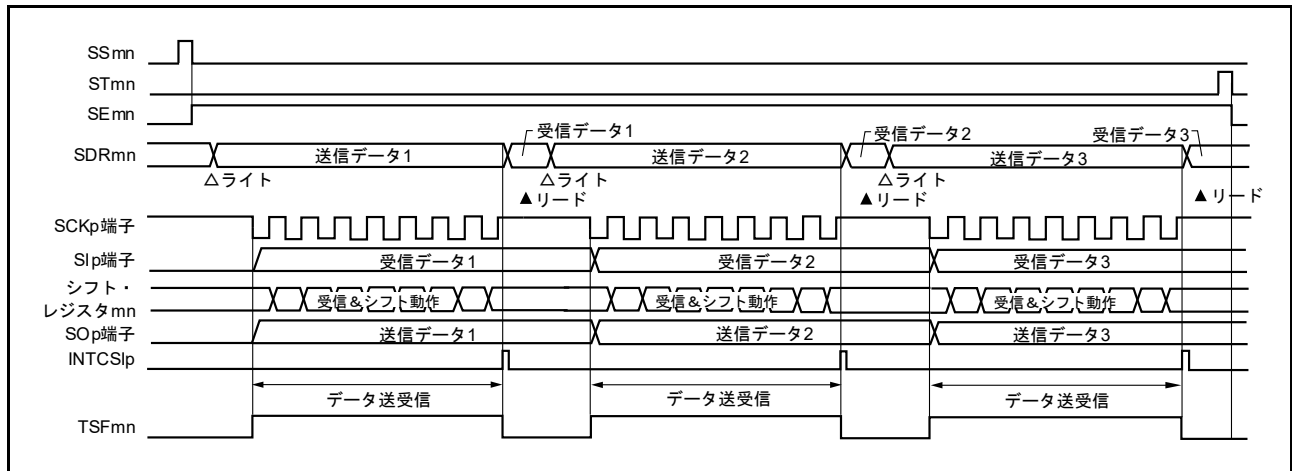 SSmn
STmn
SEmn
受信データ1
受信データ2
受信データ3
SDRmn
送信データ1
送信データ2
送信データ3
△ライト
△ライト
△ライト
▲リード
▲リード
▲リード
SCKp端子
SIp端子
受信データ1
受信データ2
受信データ3
シフト・
レジスタmn
受信&シフト動作
受信&シフト動作
受信&シフト動作
SOp端子
送信データ1
送信データ2
送信データ3
INTCSIp
データ送受信
データ送受信
データ送受信
TSFmn